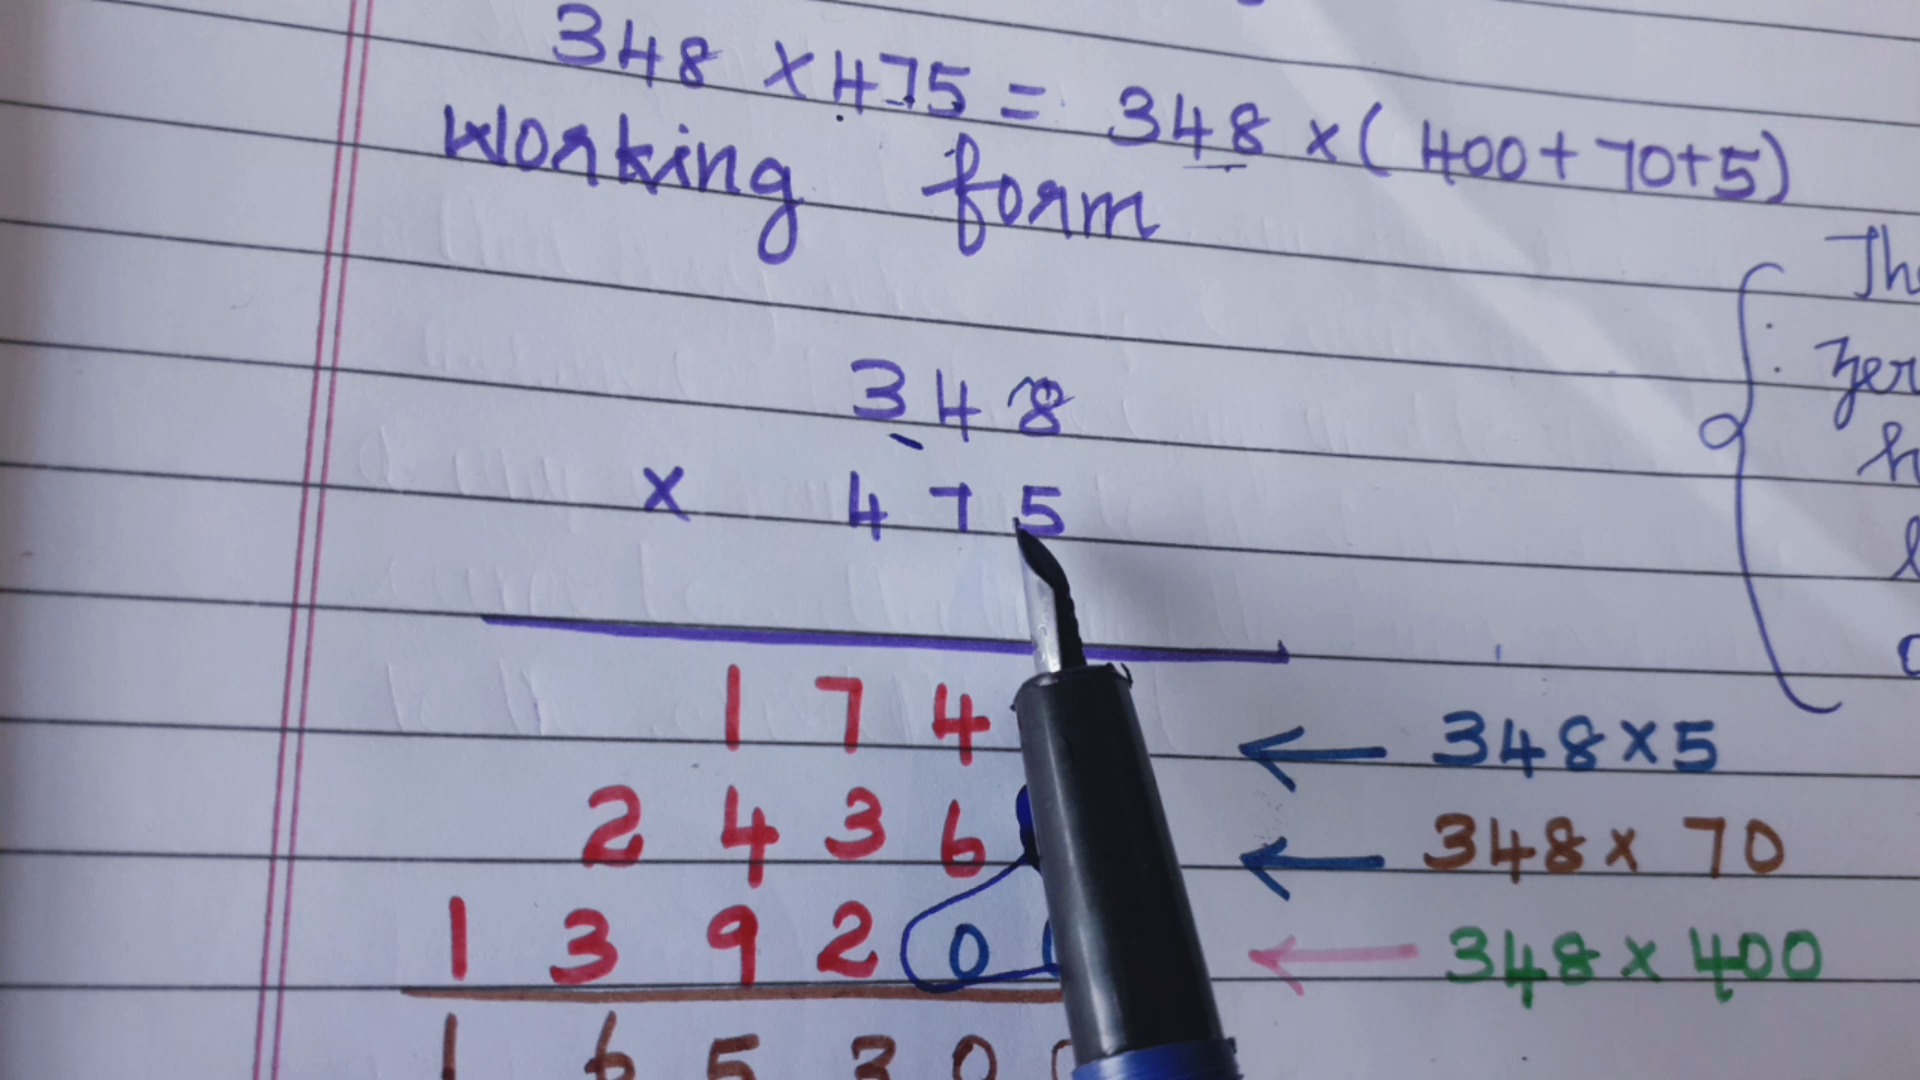 348 × 475 = 348 × ( 400 + 70 + 5 )
Working form
348
× 475
174 ← 348 × 5
2436 ← 348 × 70
139200 ← 348 × 400
165300